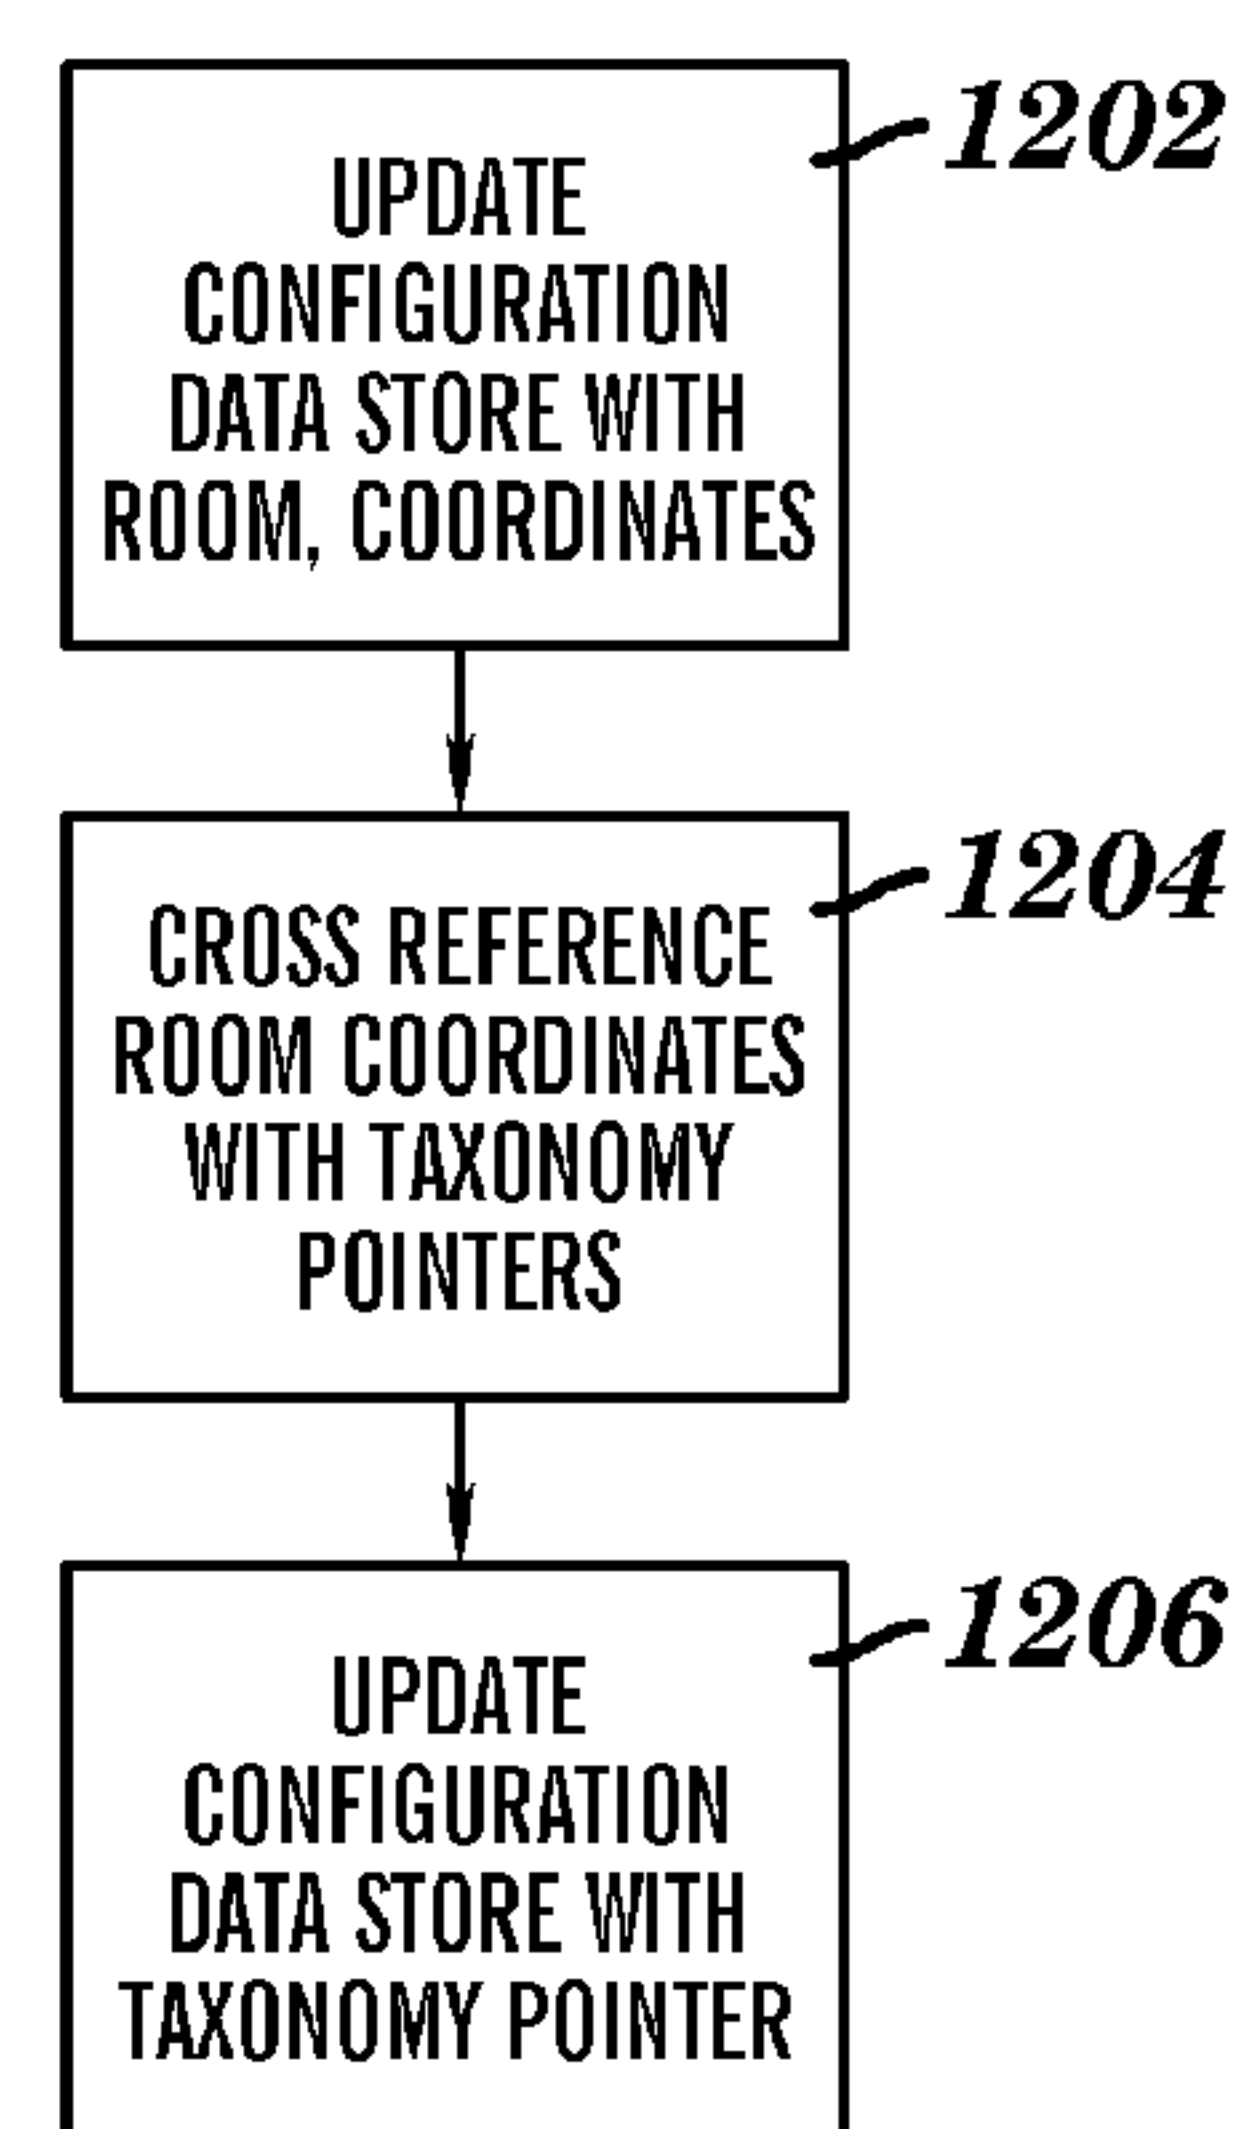 UPDATE
CONFIGURATION
DATA STORE WITH
ROOM, COORDINATES
1202
CROSS REFERENCE
ROOM COORDINATES
WITH TAXONOMY
POINTERS
1204
UPDATE
CONFIGURATION
DATA STORE WITH
TAXONOMY POINTER
1206